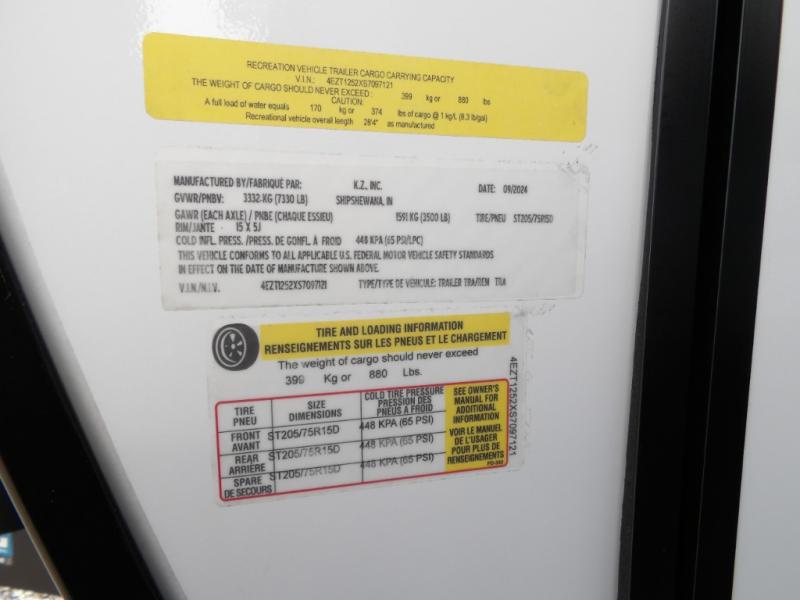 RECREATION VEHICLE TRAILER CARGO CARRYING CAPACITY
V.I.N.: 4EZT1252XS7097121
THE WEIGHT OF CARGO SHOULD NEVER EXCEED: 399 kg or 880 lbs
CAUTION:
A full load of water equals 170 kg or 374 lbs of cargo @ 1 kg/L (8.3 lb/gal)
Recreational vehicle overall length 28'4" as manufactured
MANUFACTURED BY/FABRIQUÉ PAR: K.Z., INC. DATE: 09/2024
GVWR/PNBV: 3332-KG (7330 LB) SHIPSHEWANA, IN
GAWR (EACH AXLE) / PNBE (CHAQUE ESSIEU) 1591 KG (3500 LB) TIRE/PNEU ST205/75R15D
RIM/JANTE - 15 X 5J
COLD INFL. PRESS. /PRESS. DE GONFL. À FROID 448 KPA (65 PSI/LPC)
THIS VEHICLE CONFORMS TO ALL APPLICABLE U.S. FEDERAL MOTOR VEHICLE SAFETY STANDARDS
IN EFFECT ON THE DATE OF MANUFACTURE SHOWN ABOVE.
V.I.N./N.I.V. 4EZT1252XS7097121 TYPE/TYPE DE VÉHICULE: TRAILER TRA/REN TRA
TIRE AND LOADING INFORMATION
RENSEIGNEMENTS SUR LES PNEUS ET LE CHARGEMENT
The weight of cargo should never exceed
399 Kg or 880 Lbs.
TIRE
PNEU
SIZE
DIMENSIONS
COLD TIRE PRESSURE
PRESSION DES
PNEUS A FROID
FRONT
AVANT
ST205/75R15D 448 KPA (65 PSI)
REAR
ARRIERE
ST205/75R15D 448 KPA (65 PSI)
SPARE
DE SECOURS
ST205/75R15D 448 KPA (65 PSI)
SEE OWNER'S
MANUAL FOR
ADDITIONAL
INFORMATION
VOIR LE MANUEL
DE L'USAGER
POUR PLUS DE
RENSEIGNEMENTS
4EZT1252XS7097121